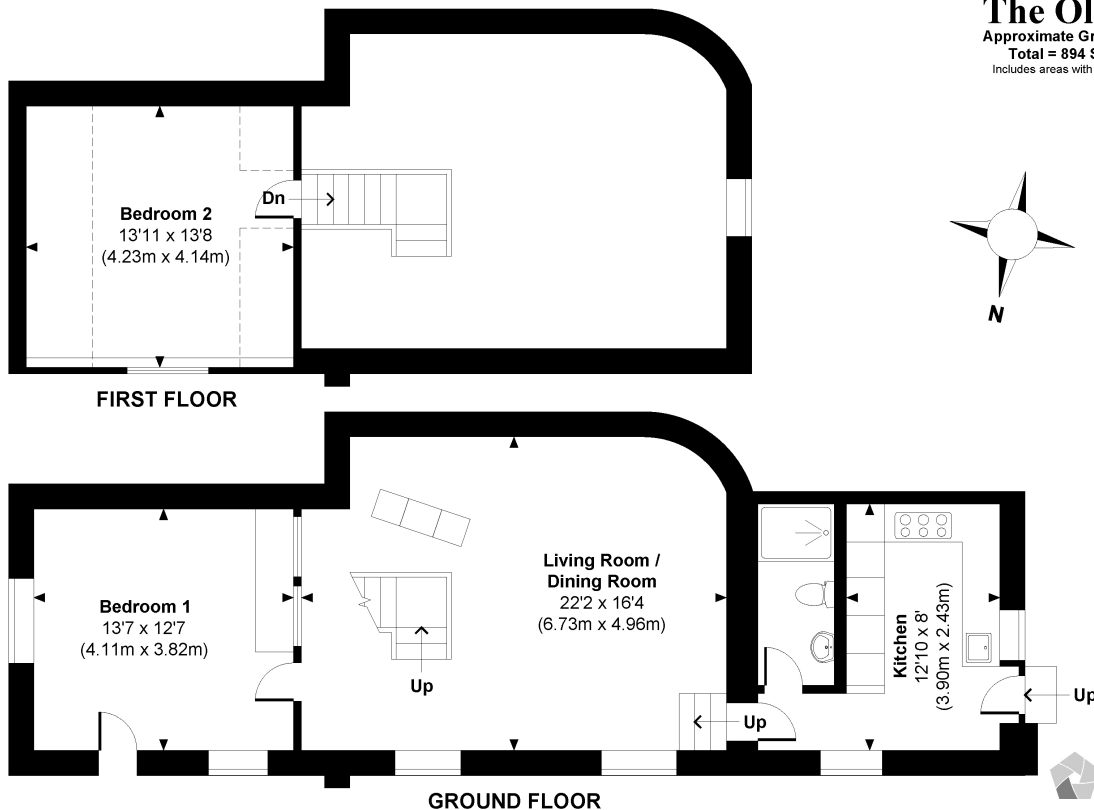 The Ol
Approximate Gr
Total = 894 S
Includes areas with
Bedroom 2
13'11 x 13'8
(4.23m x 4.14m)
Dn
N
FIRST FLOOR
Bedroom 1
13'7 x 12'7
(4.11m x 3.82m)
Up
Living Room /
Dining Room
22'2 x 16'4
(6.73m x 4.96m)
Up
Kitchen
12'10 x 8'
(3.90m x 2.43m)
Up
GROUND FLOOR